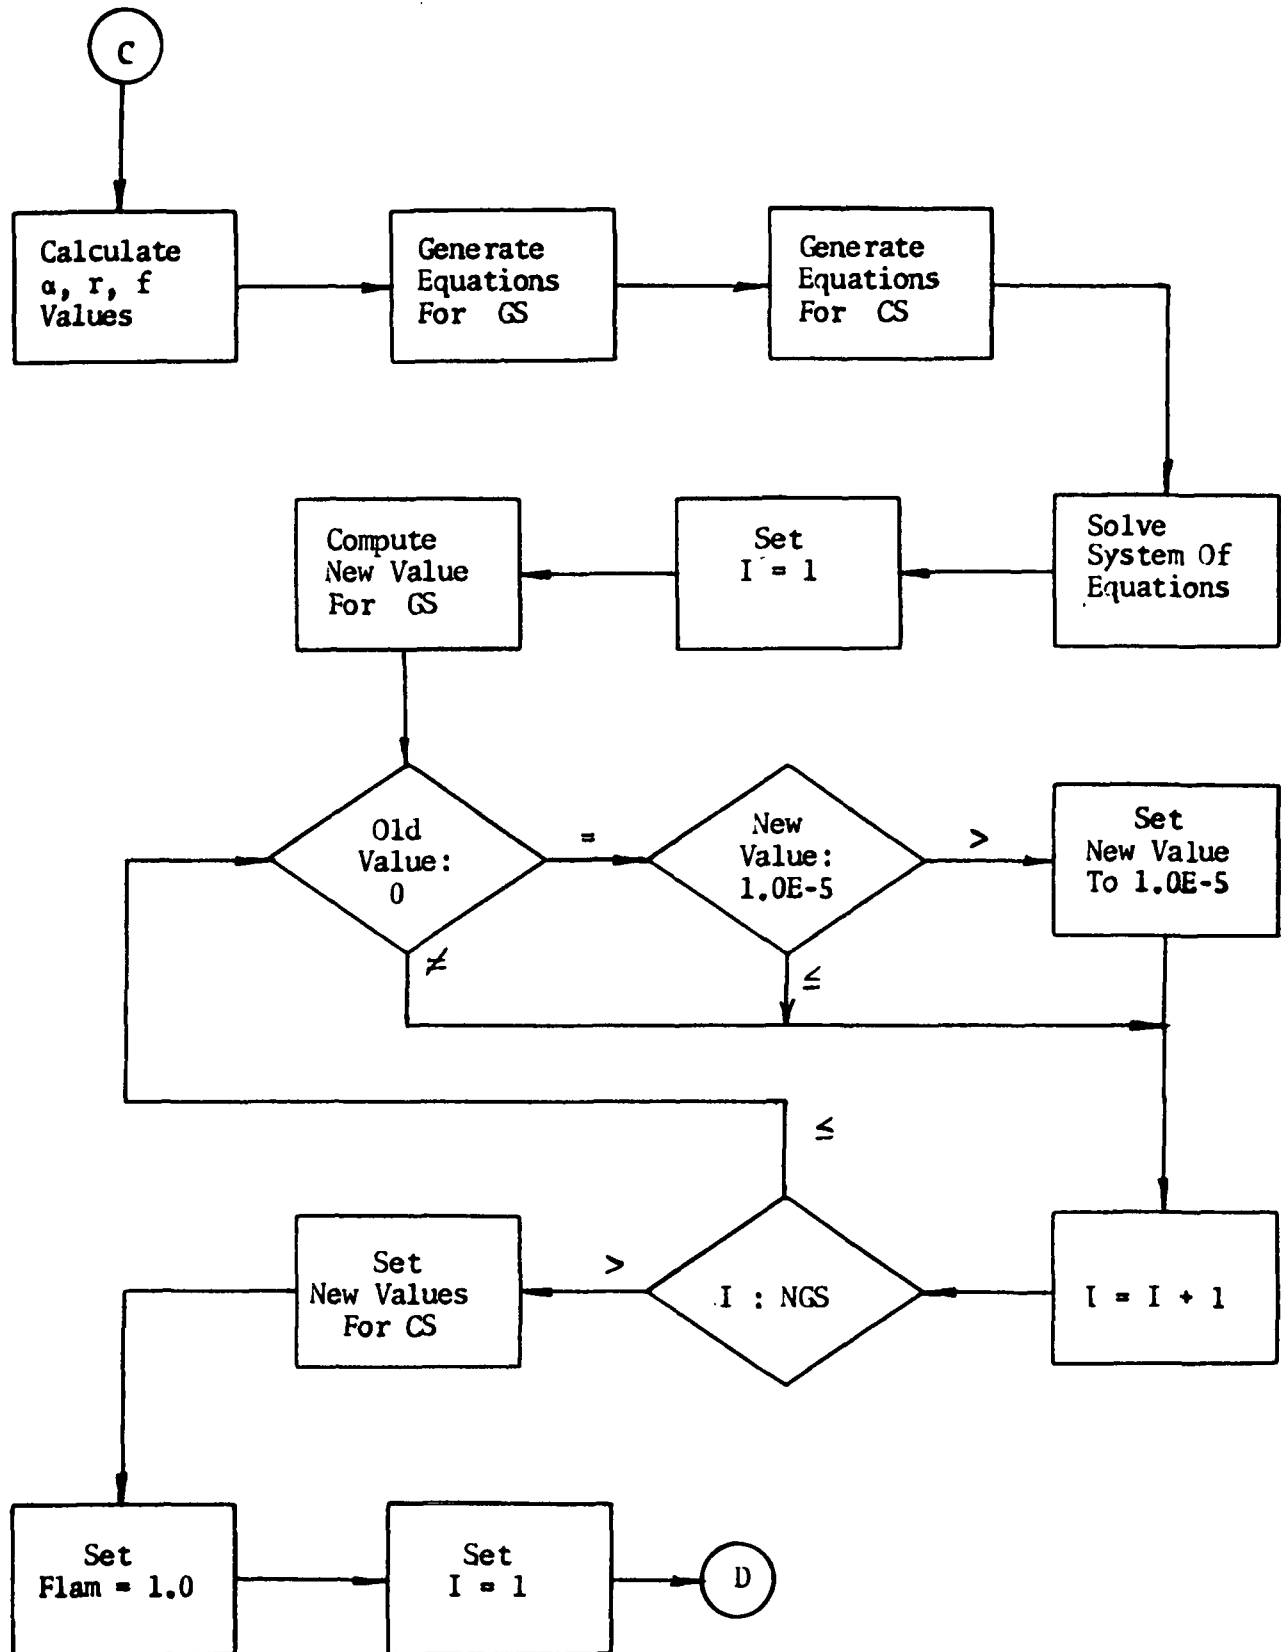 C
Calculate
α, r, f
Values
Generate
Equations
For GS
Generate
Equations
For CS
Solve
System Of
Equations
Set
I = 1
Compute
New Value
For GS
Old
Value:
0
=
≠
New
Value:
1.0E-5
>
≤
Set
New Value
To 1.0E-5
I = I + 1
I : NGS
≤
>
Set
New Values
For CS
Set
Flam = 1.0
Set
I = 1
D